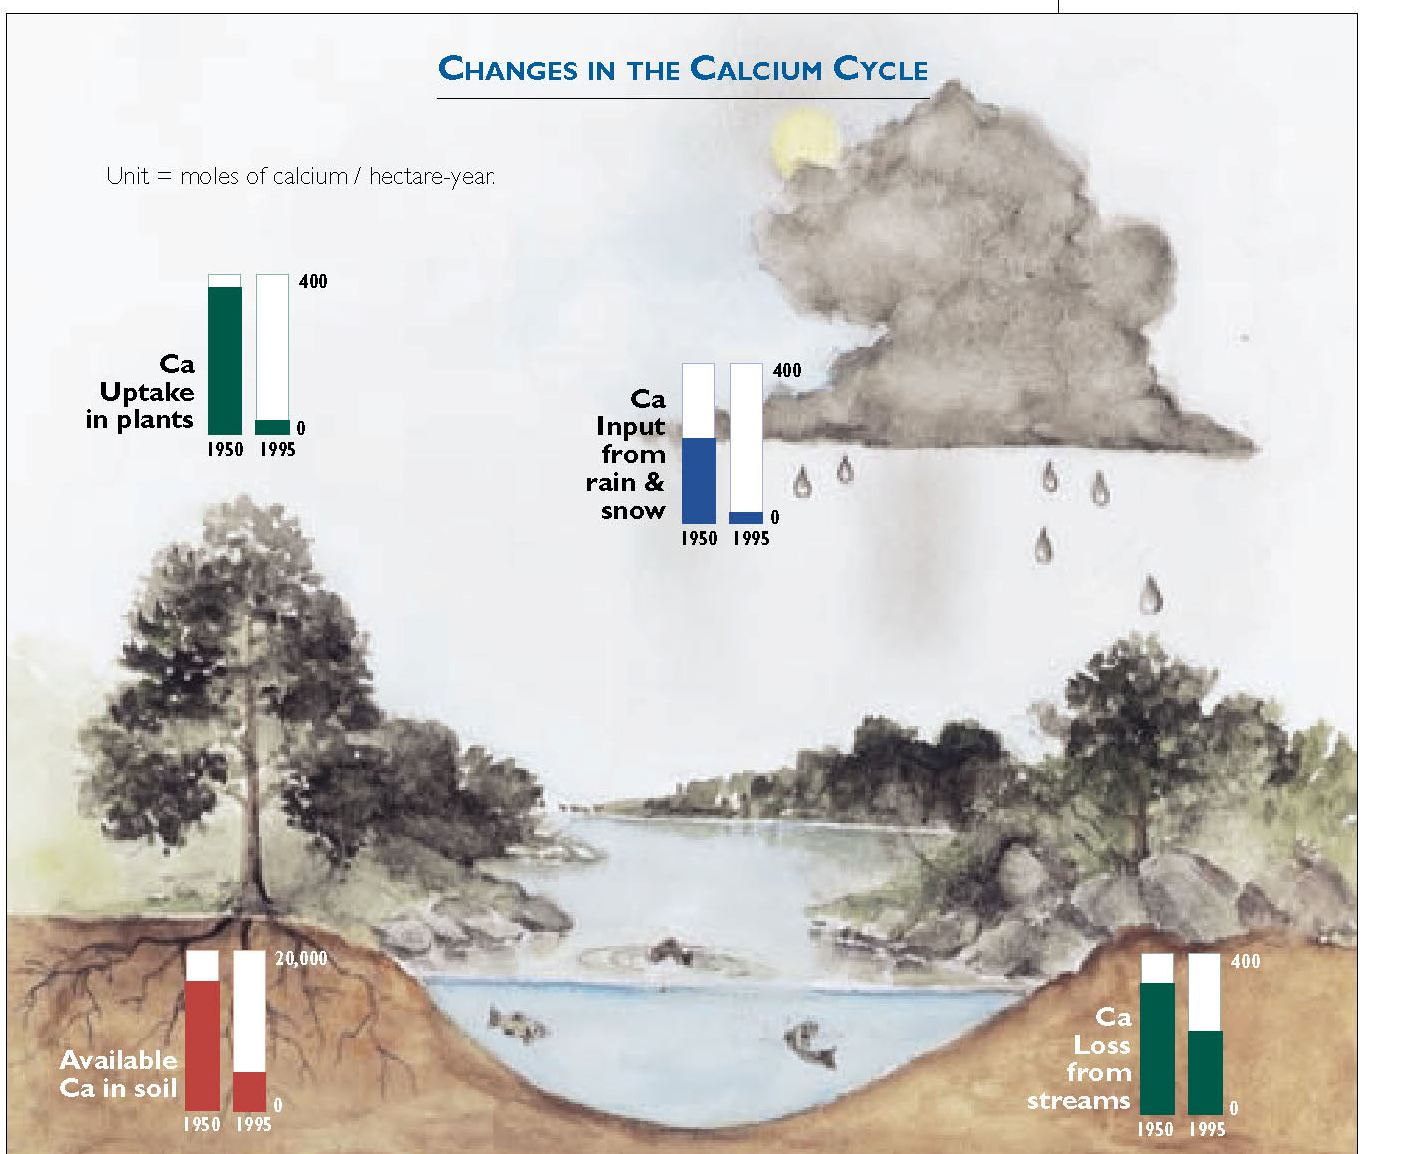 CHANGES IN THE CALCIUM CYCLE
Unit = moles of calcium / hectare-year.
400
Ca
Uptake
in plants
0
1950 1995
400
Ca
Input
from
rain &
snow
0
1950 1995
20,000
Available
Ca in soil
0
1950 1995
400
Ca
Loss
from
streams
0
1950 1995